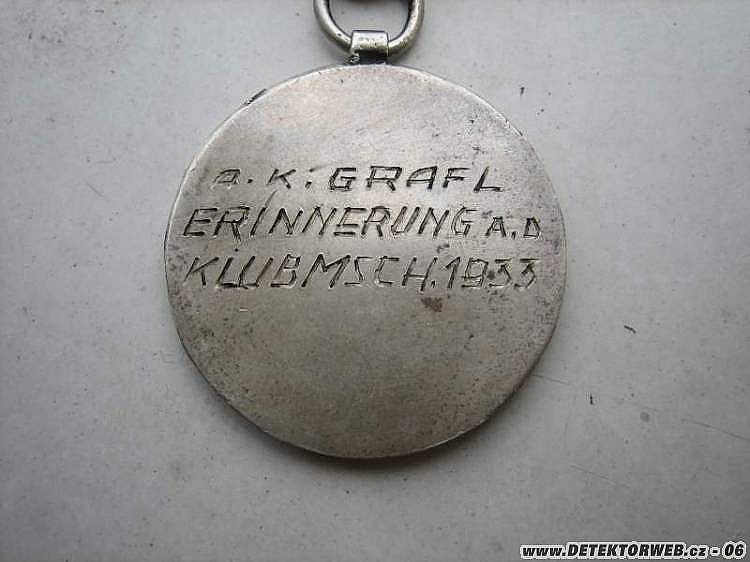 A. K. GRAFL
ERINNERUNG A.D
KLUBMSCH.1933
www.DETEKTORWEB.cz - 06